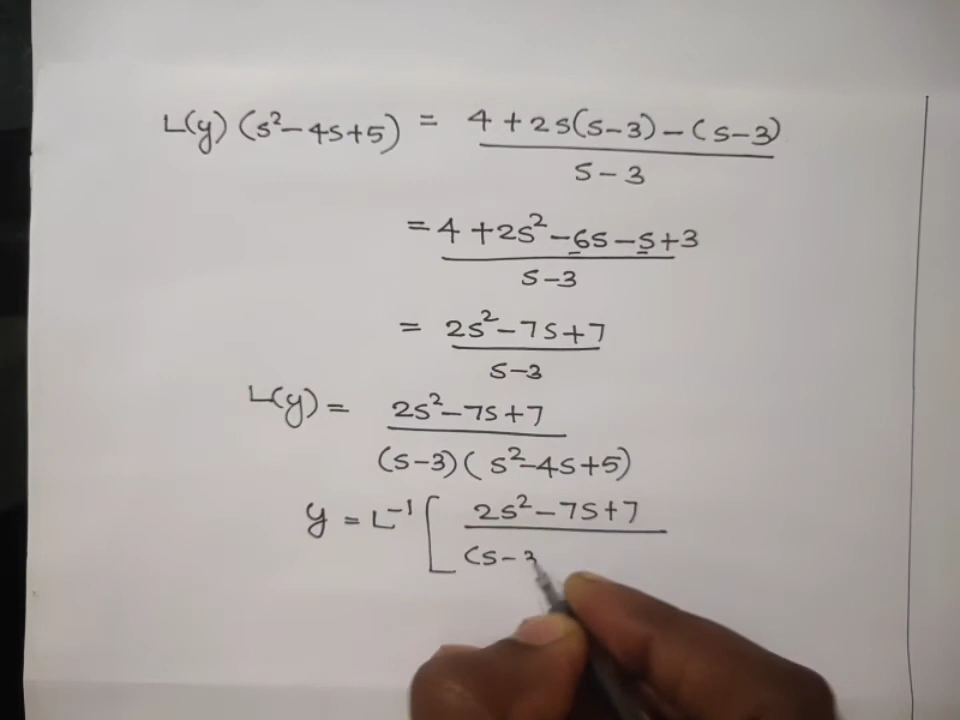 L(y) (s²-4s+5) = 4+2s(s-3)-(s-3)
s-3
= 4+2s²-6s-s+3
s-3
= 2s²-7s+7
s-3
L(y) = 2s²-7s+7
(s-3)(s²-4s+5)
y = L⁻¹ [ 2s²-7s+7
(s-3